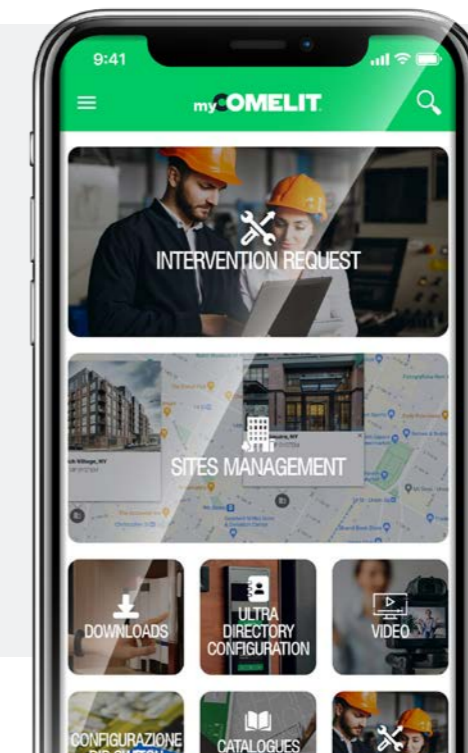 9:41
myCOMELIT
INTERVENTION REQUEST
SITES MANAGEMENT
DOWNLOADS
ULTRA
DIRECTORY
CONFIGURATION
VIDEO
CONFIGURAZIONE
CATALOGUES